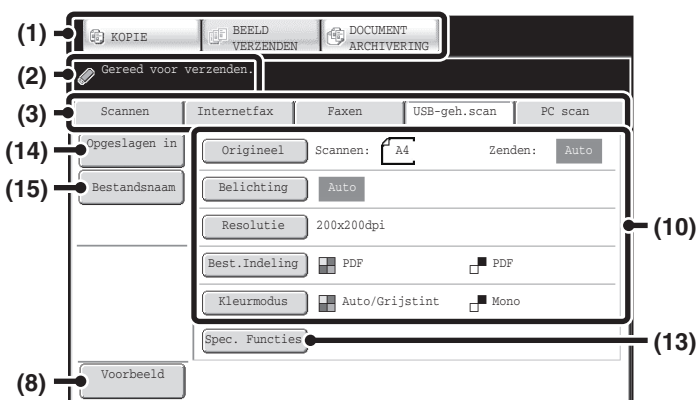 (1) KOPIE BEELD VERZENDEN DOCUMENT ARCHIVERING
(2) Gereed voor verzenden.
(3) Scannen Internetfax Faxen USB-geh.scan PC scan
(14) Opgeslagen in Origineel Scannen: A4 Zenden: Auto
(15) Bestandsnaam Belichting Auto
Resolutie 200x200dpi (10)
Best.Indeling PDF PDF
Kleurmodus Auto/Grijstint Mono
Spec. Functies (13)
(8) Voorbeeld